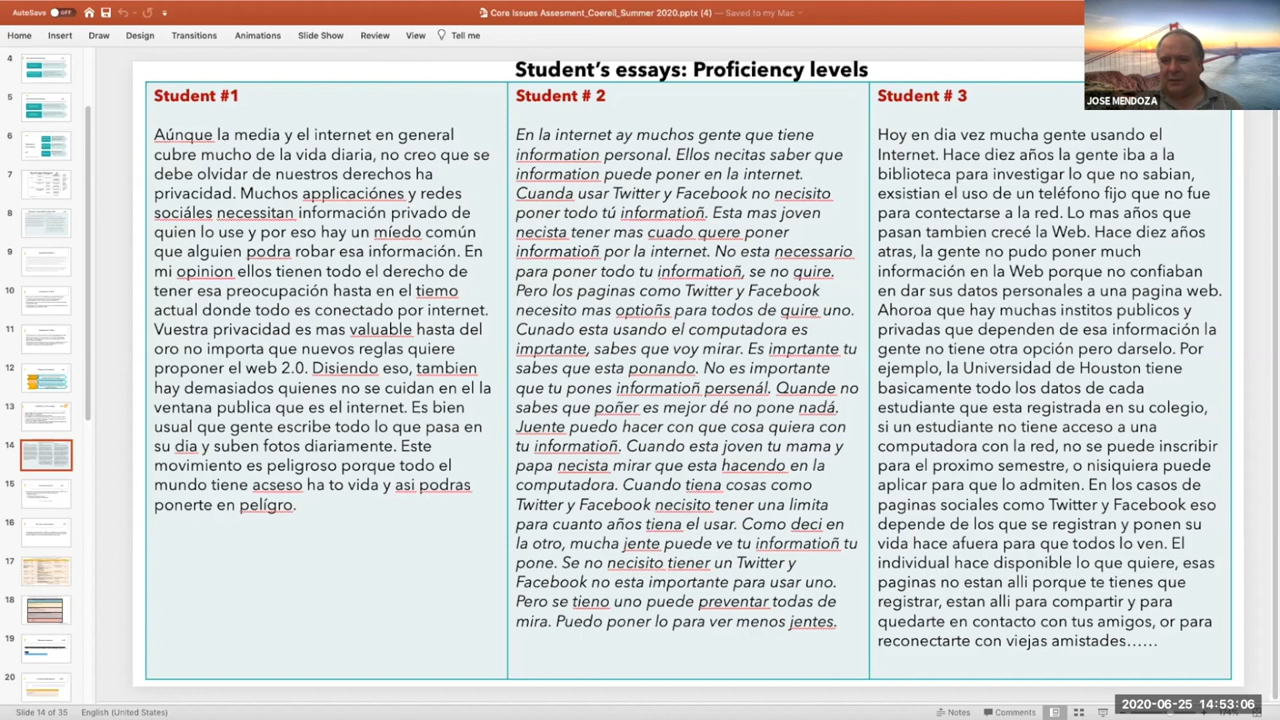 AutoSave OFF
Core Issues Assesment_Coerell_Summer 2020.pptx (4) — Saved to my Mac
Home Insert Draw Design Transitions Animations Slide Show Review View Tell me
JOSE MENDOZA
4
5
6
7
8
9
10
11
12
13
14
15
16
17
18
19
20
Student's essays: Proficiency levels
Student #1
Aúnque la media y el internet en general
cubre mucho de la vida diaria, no creo que se
debe olvidar de nuestros derechos ha
privacidad. Muchos applicaciónes y redes
sociáles necessitan información privado de
quien lo use y por eso hay un míedo común
que alguien podra robar esa información. En
mi opinion ellos tienen todo el derecho de
tener esa preocupación hasta en el tiemo
actual donde todo es conectado por internet.
Vuestra privacidad es mas valuable hasta del
oro no importa que nuevos reglas quiere
proponer el web 2.0. Disiendo eso, tambien
hay demasiados quienes no se cuidan en el la
ventana publica que es el internet. Es bien
usual que gente escribe todo lo que pasa en
su dia y suben fotos diariamente. Este
movimiento es peligroso porque todo el
mundo tiene acseso ha to vida y asi podras
ponerte en pelígro.
Student # 2
En la internet ay muchos gente que tiene
information personal. Ellos necitas saber que
information puede poner en la internet.
Cuando usar Twitter y Facebook no necisito
poner todo tú informatioñ. Esta mas joven
necista tener mas cuado quere poner
informatioñ por la internet. No esta necessario
para poner todo tu informatioñ, se no quire.
Pero los paginas como Twitter y Facebook
necesito mas optioñs para todos de quire uno.
Cunado esta usando el computadora es
imprtante, sabes que voy mirar. Es imprtante tu
sabes que esta ponando. No es importante
que tu pones informatioñ persenál. Quando no
sabes que poñer es mejor dé no pone nada.
Juente puedo hacer con que cosa quiera con
tu informatioñ. Cuando esta joven tu mama y
papa necista mirar que esta hacendo en la
computadora. Cuando tiena cosas como
Twitter y Facebook necisito tener una limita
para cuanto años tiena el usar. Como deci en
la otro, mucha jente puede ve tu informatioñ tu
pone. Se no necisito tiener un Twitter y
Facebook no esta importante para usar uno.
Pero se tieno uno puede preventar todas de
mira. Puedo poner lo para ver menos jentes.
Student # 3
Hoy en dia vez mucha gente usando el
Internet. Hace diez años la gente iba a la
biblioteca para investigar lo que no sabian,
exsistian el uso de un teléfono fijo que no fue
para contectarse a la red. Lo mas años que
pasan tambien crecé la Web. Hace diez años
atras, la gente no pudo poner much
información en la Web porque no confiaban
en dar sus datos personales a una pagina web.
Ahoroa que hay muchas institos publicos y
privadas que dependen de esa información la
gente no tiene otra opción pero darselo. Por
ejemplo, la Universidad de Houston tiene
basicamente todo los datos de cada
estudiante que esta registrada en su colegio,
si un estudiante no tiene acceso a una
computadora con la red, no se puede inscribir
para el proximo semestre, o nisiquiera puede
aplicar para que lo admiten. En los casos de
paginas sociales como Twitter y Facebook eso
depende de los que se registran y ponen su
vida hace afuera para que todos lo ven. El
individual hace disponible lo que quiere, esas
paginas no estan alli porque te tienes que
registrar, estan alli para compartir y para
quedarte en contacto con tus amigos, or para
reconectarte con viejas amistades……
Slide 14 of 35 English (United States) Notes Comments
2020-06-25 14:53:06